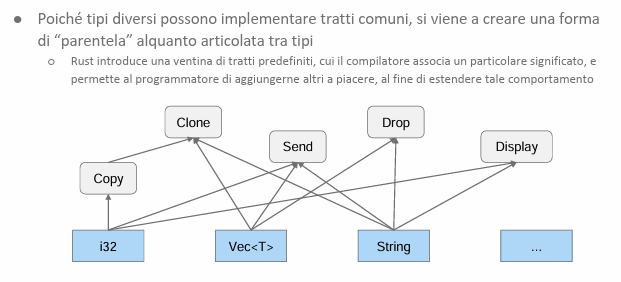 ● Poiché tipi diversi possono implementare tratti comuni, si viene a creare una forma
di “parentela” alquanto articolata tra tipi
○ Rust introduce una ventina di tratti predefiniti, cui il compilatore associa un particolare significato, e
permette al programmatore di aggiungerne altri a piacere, al fine di estendere tale comportamento
Clone
Drop
Send
Display
Copy
i32
Vec<T>
String
...